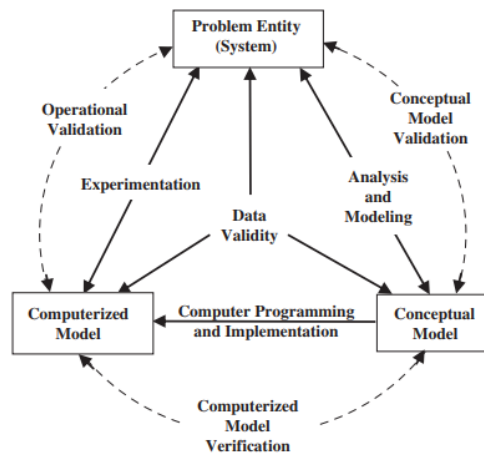 Problem Entity
(System)
Operational
Validation
Conceptual
Model
Validation
Experimentation
Analysis
and
Modeling
Data
Validity
Computerized
Model
Computer Programming
and Implementation
Conceptual
Model
Computerized
Model
Verification